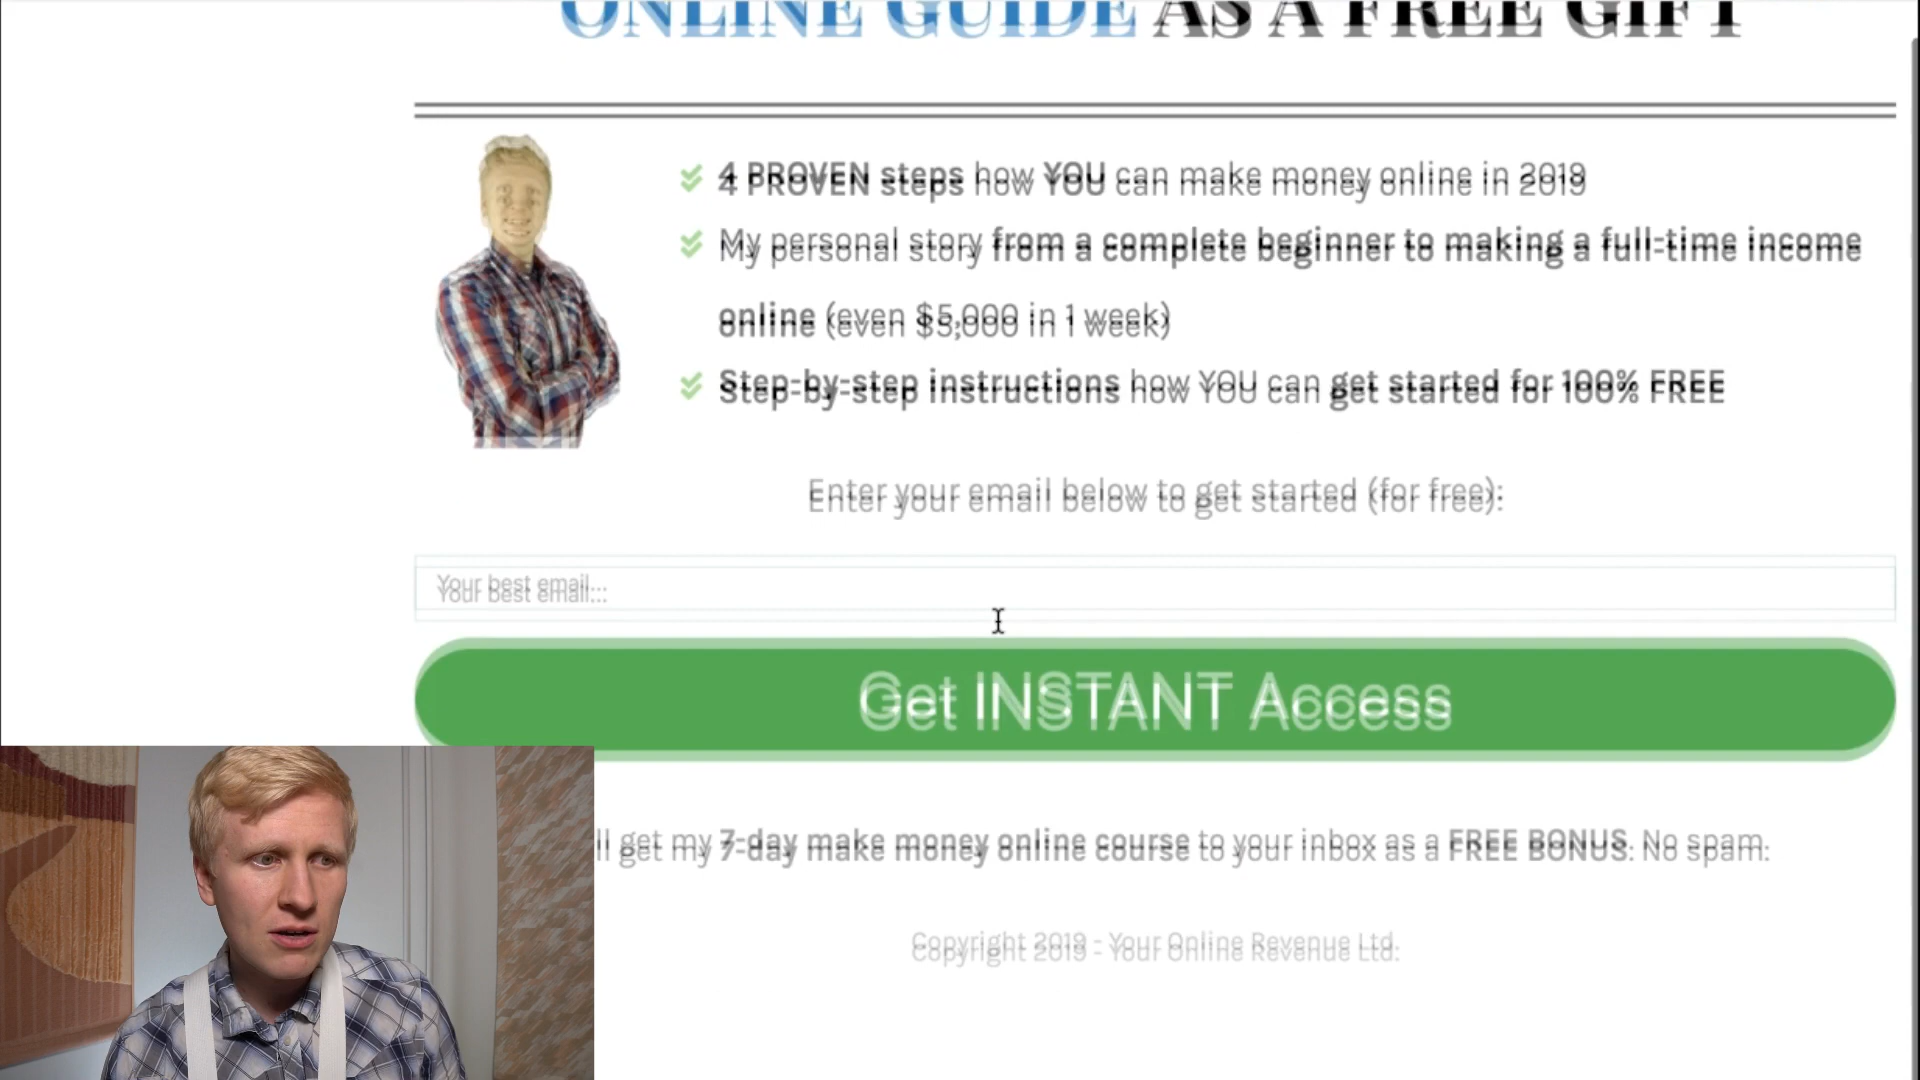 ONLINE GUIDE AS A FREE GIFT
4 PROVEN steps how YOU can make money online in 2019
My personal story from a complete beginner to making a full-time income
online (even $5,000 in 1 week)
Step-by-step instructions how YOU can get started for 100% FREE
Enter your email below to get started (for free):
Your best email...
Get INSTANT Access
ll get my 7-day make money online course to your inbox as a FREE BONUS. No spam.
Copyright 2019 - Your Online Revenue Ltd.